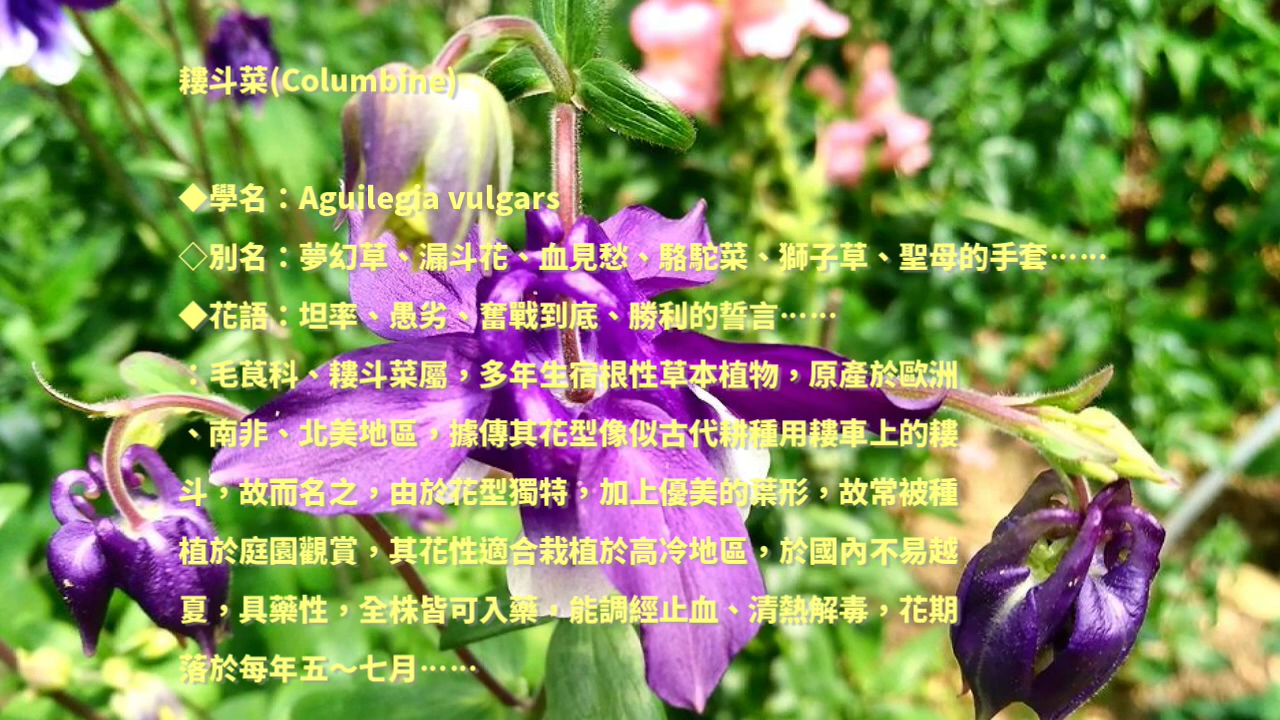 耬斗菜(Columbine)
◆學名：Aguilegia vulgars
◇別名：夢幻草、漏斗花、血見愁、駱駝菜、獅子草、聖母的手套⋯⋯
◆花語：坦率、愚劣、奮戰到底、勝利的誓言⋯⋯
：毛茛科、耬斗菜屬，多年生宿根性草本植物，原產於歐洲
、南非、北美地區，據傳其花型像似古代耕種用耬車上的耬
斗，故而名之，由於花型獨特，加上優美的葉形，故常被種
植於庭園觀賞，其花性適合栽植於高冷地區，於國內不易越
夏，具藥性，全株皆可入藥，能調經止血、清熱解毒，花期
落於每年五～七月⋯⋯